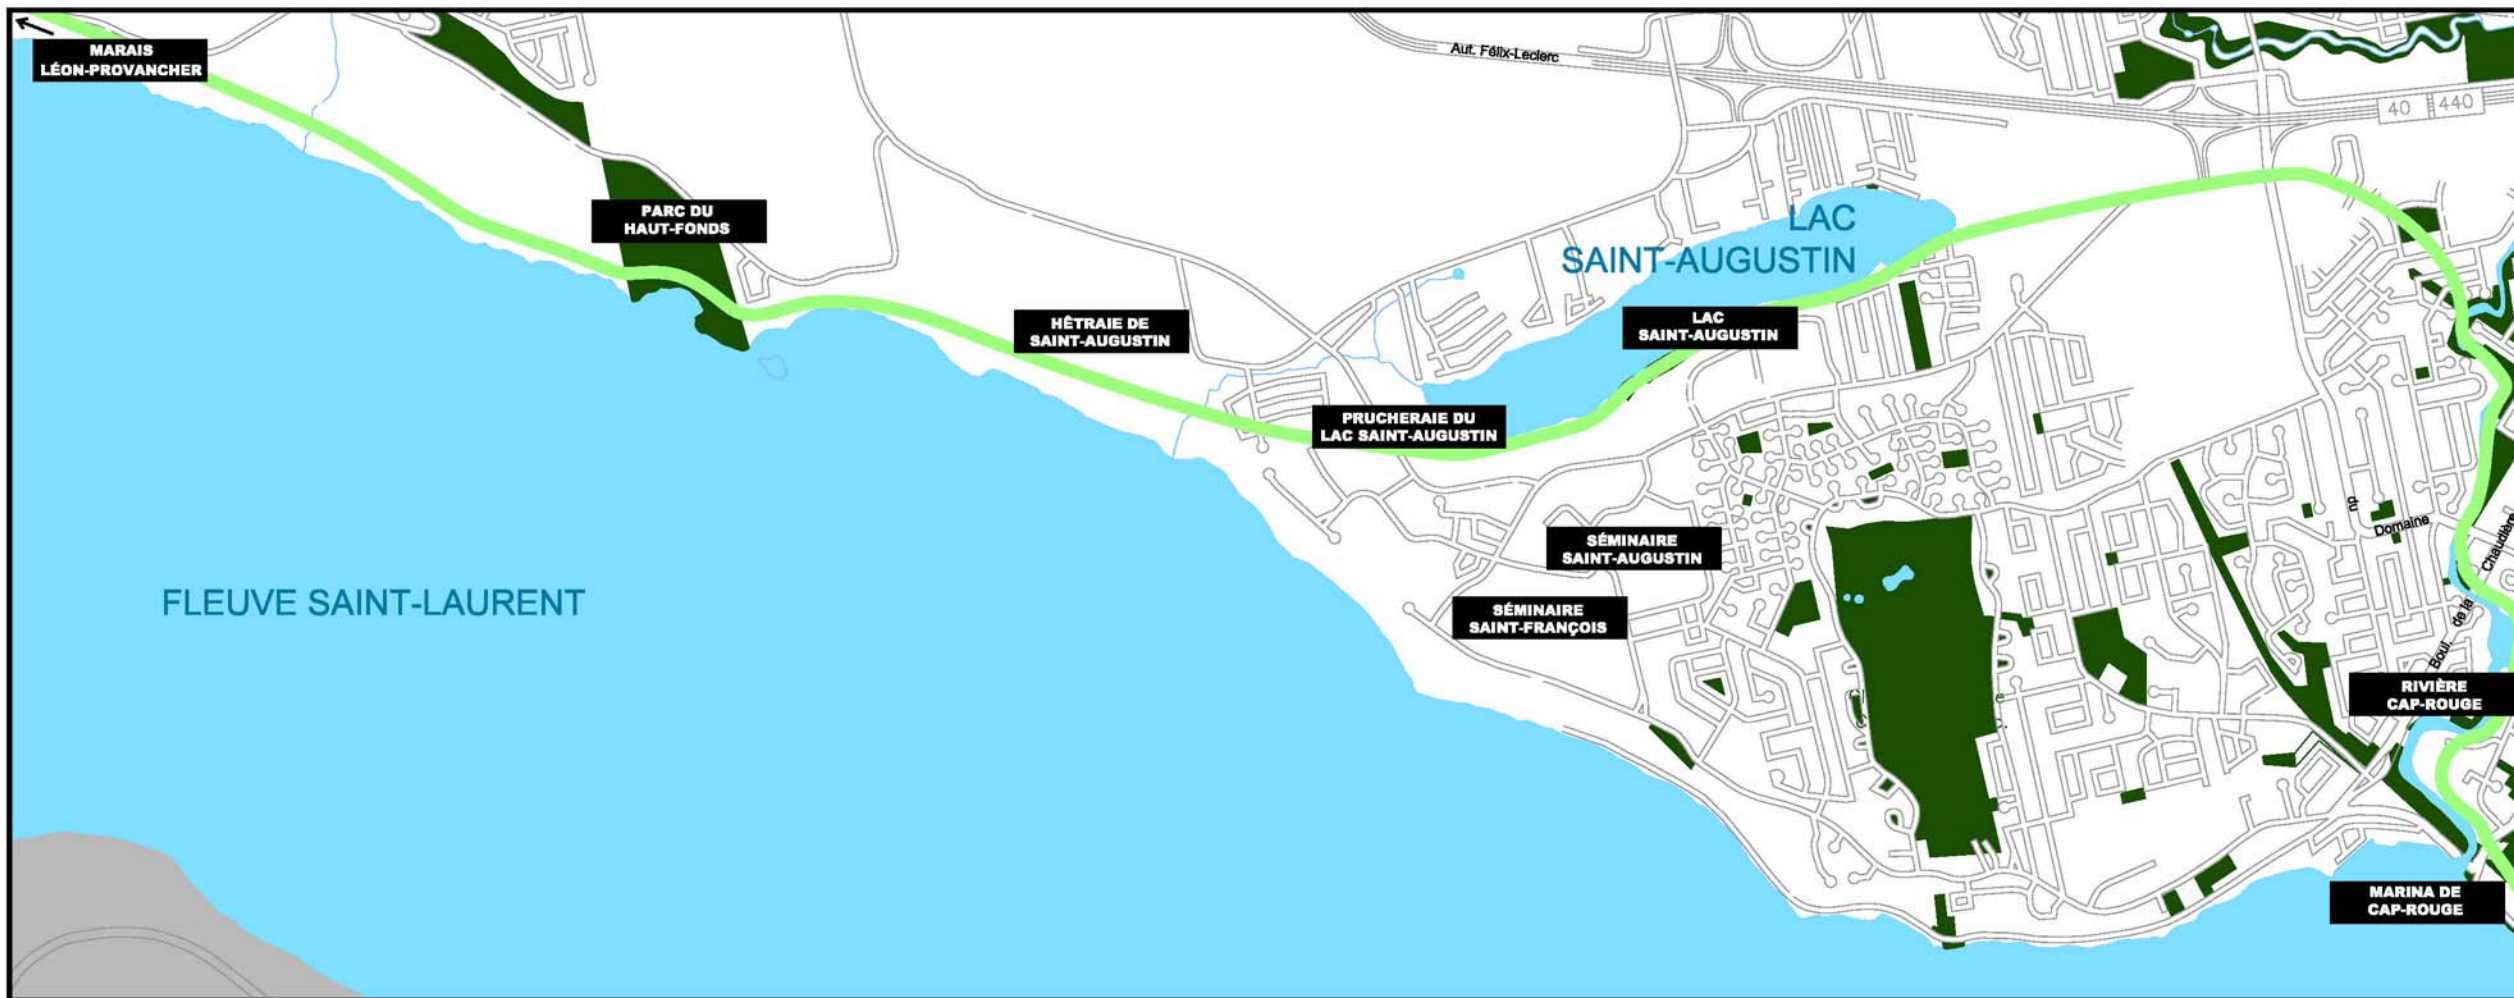 MARAIS
LÉON-PROVANCHER
Aut. Félix-Leclerc
40
440
PARC DU
HAUT-FONDS
LAC
SAINT-AUGUSTIN
HÊTRAIE DE
SAINT-AUGUSTIN
LAC
SAINT-AUGUSTIN
PRUCHERAIE DU
LAC SAINT-AUGUSTIN
du
Domaine
SÉMINAIRE
SAINT-AUGUSTIN
Boul. de la Chaudière
FLEUVE SAINT-LAURENT
SÉMINAIRE
SAINT-FRANÇOIS
RIVIÈRE
CAP-ROUGE
MARINA DE
CAP-ROUGE